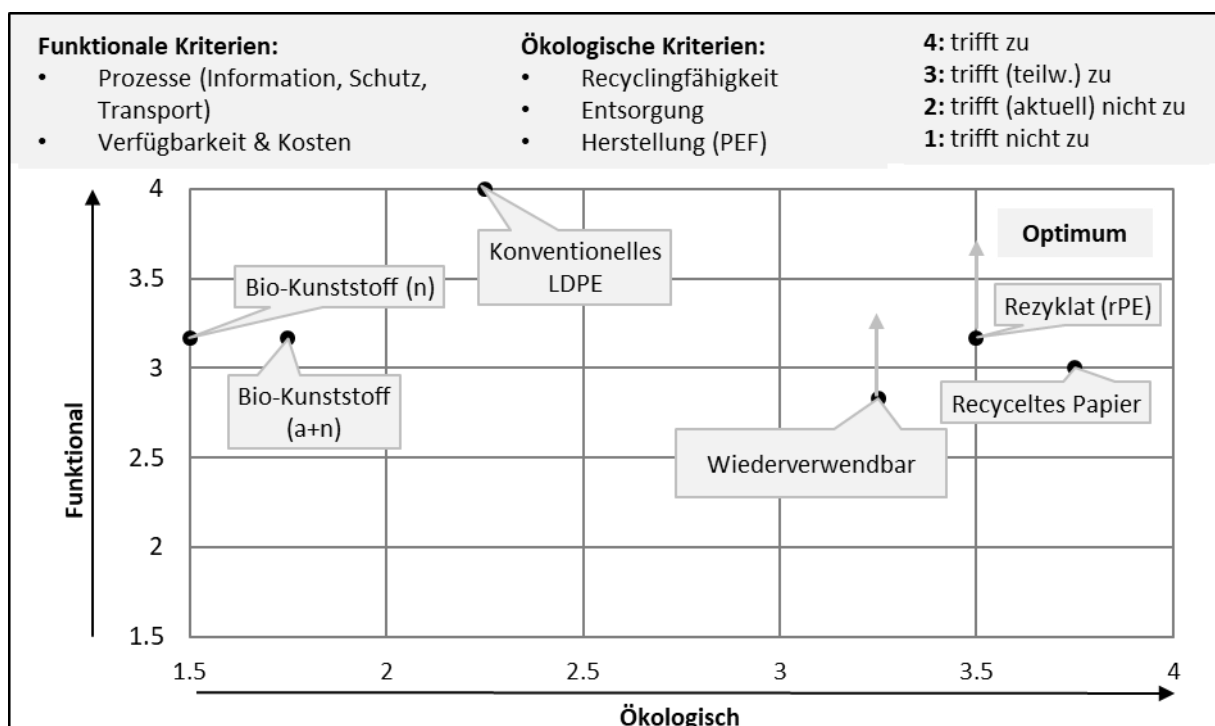 Funktionale Kriterien:
• Prozesse (Information, Schutz,
Transport)
• Verfügbarkeit & Kosten
Ökologische Kriterien:
• Recyclingfähigkeit
• Entsorgung
• Herstellung (PEF)
4: trifft zu
3: trifft (teilw.) zu
2: trifft (aktuell) nicht zu
1: trifft nicht zu
4
3.5
3
2.5
2
1.5
Funktional
Bio-Kunststoff (n)
Bio-Kunststoff
(a+n)
Konventionelles
LDPE
Optimum
Rezyklat (rPE)
Recyceltes Papier
Wiederverwendbar
1.5
2
2.5
3
3.5
4
Ökologisch